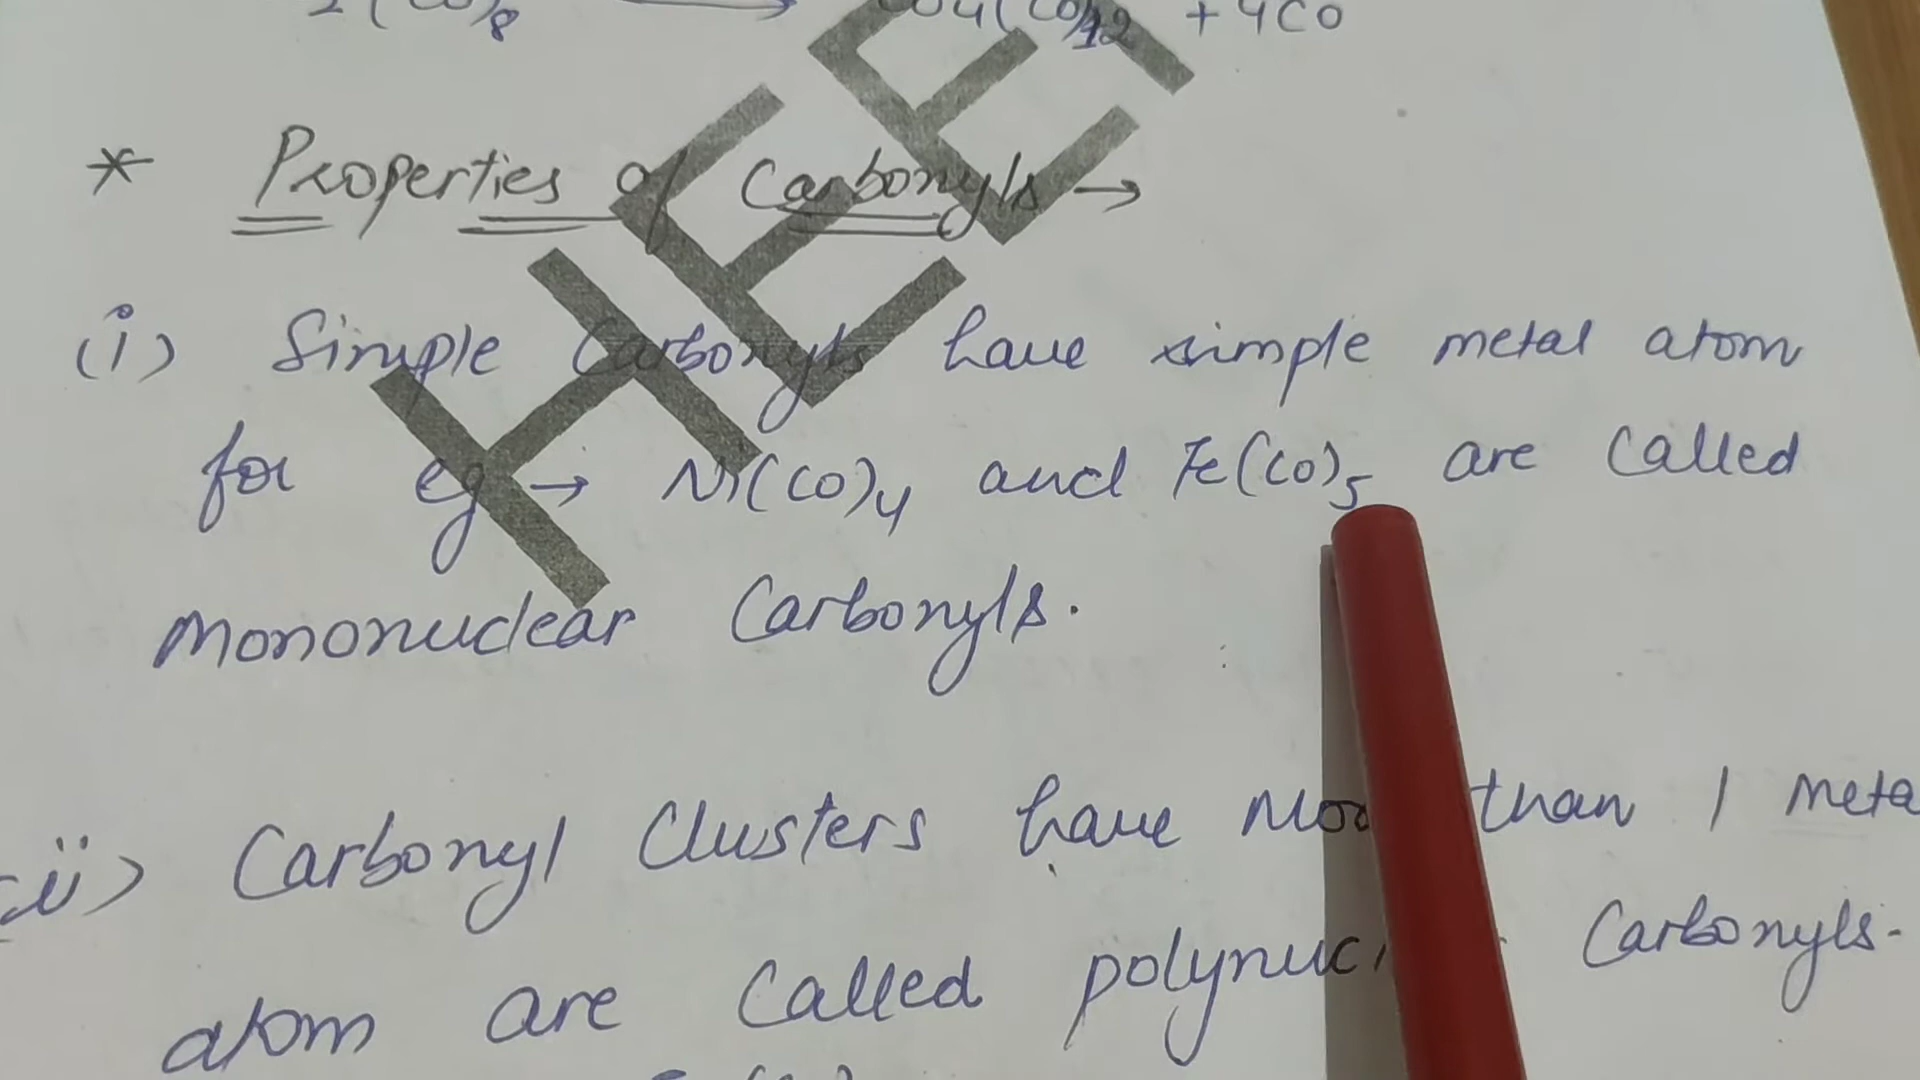 + 4CO
* Properties of Carbonyls →
(i) Simple Carbonyls have simple metal atom
for eg → Ni(CO)4 and Fe(CO)5 are called
Mononuclear Carbonyls.
ii) Carbonyl Clusters have than 1
atom are called Carbonyls.
HEET